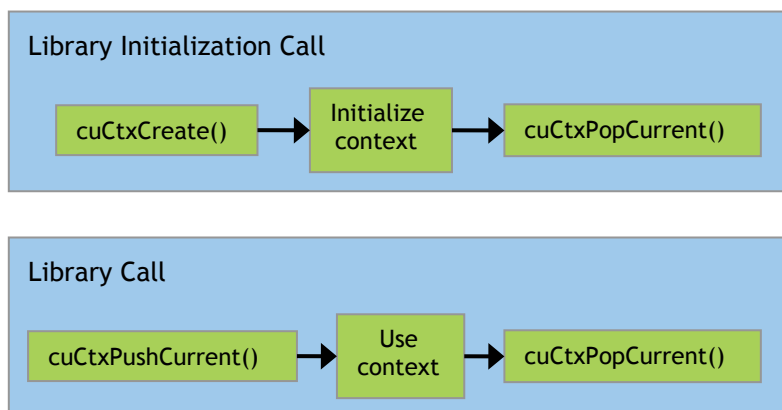 Library Initialization Call
cuCtxCreate()
Initialize
context
cuCtxPopCurrent()
Library Call
cuCtxPushCurrent()
Use
context
cuCtxPopCurrent()